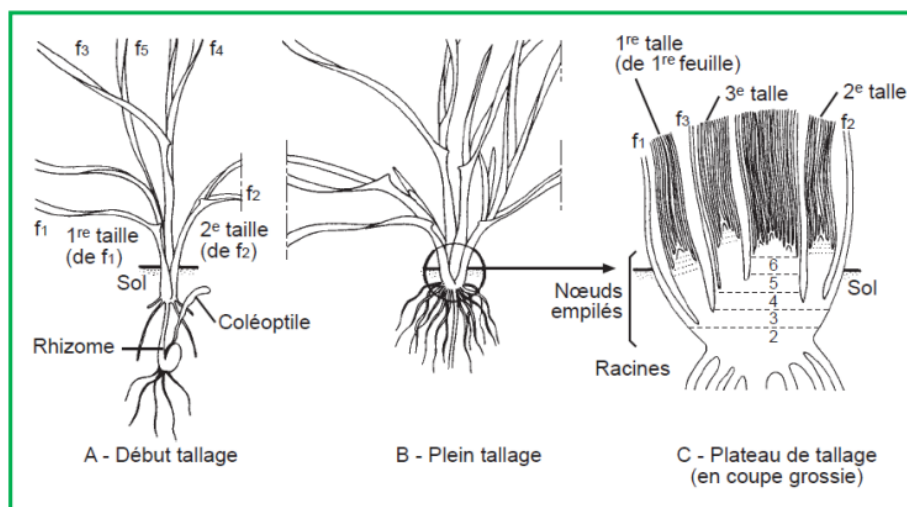 f3
f5
f4
f1
f2
1re taille
(de f1)
2e taille
(de f2)
Sol
Coléoptile
Rhizome
A - Début tallage
B - Plein tallage
1re talle
(de 1re feuille)
3e talle
2e talle
f1
f3
f2
6
5
4
3
2
Nœuds
empilés
Sol
Racines
C - Plateau de tallage
(en coupe grossie)